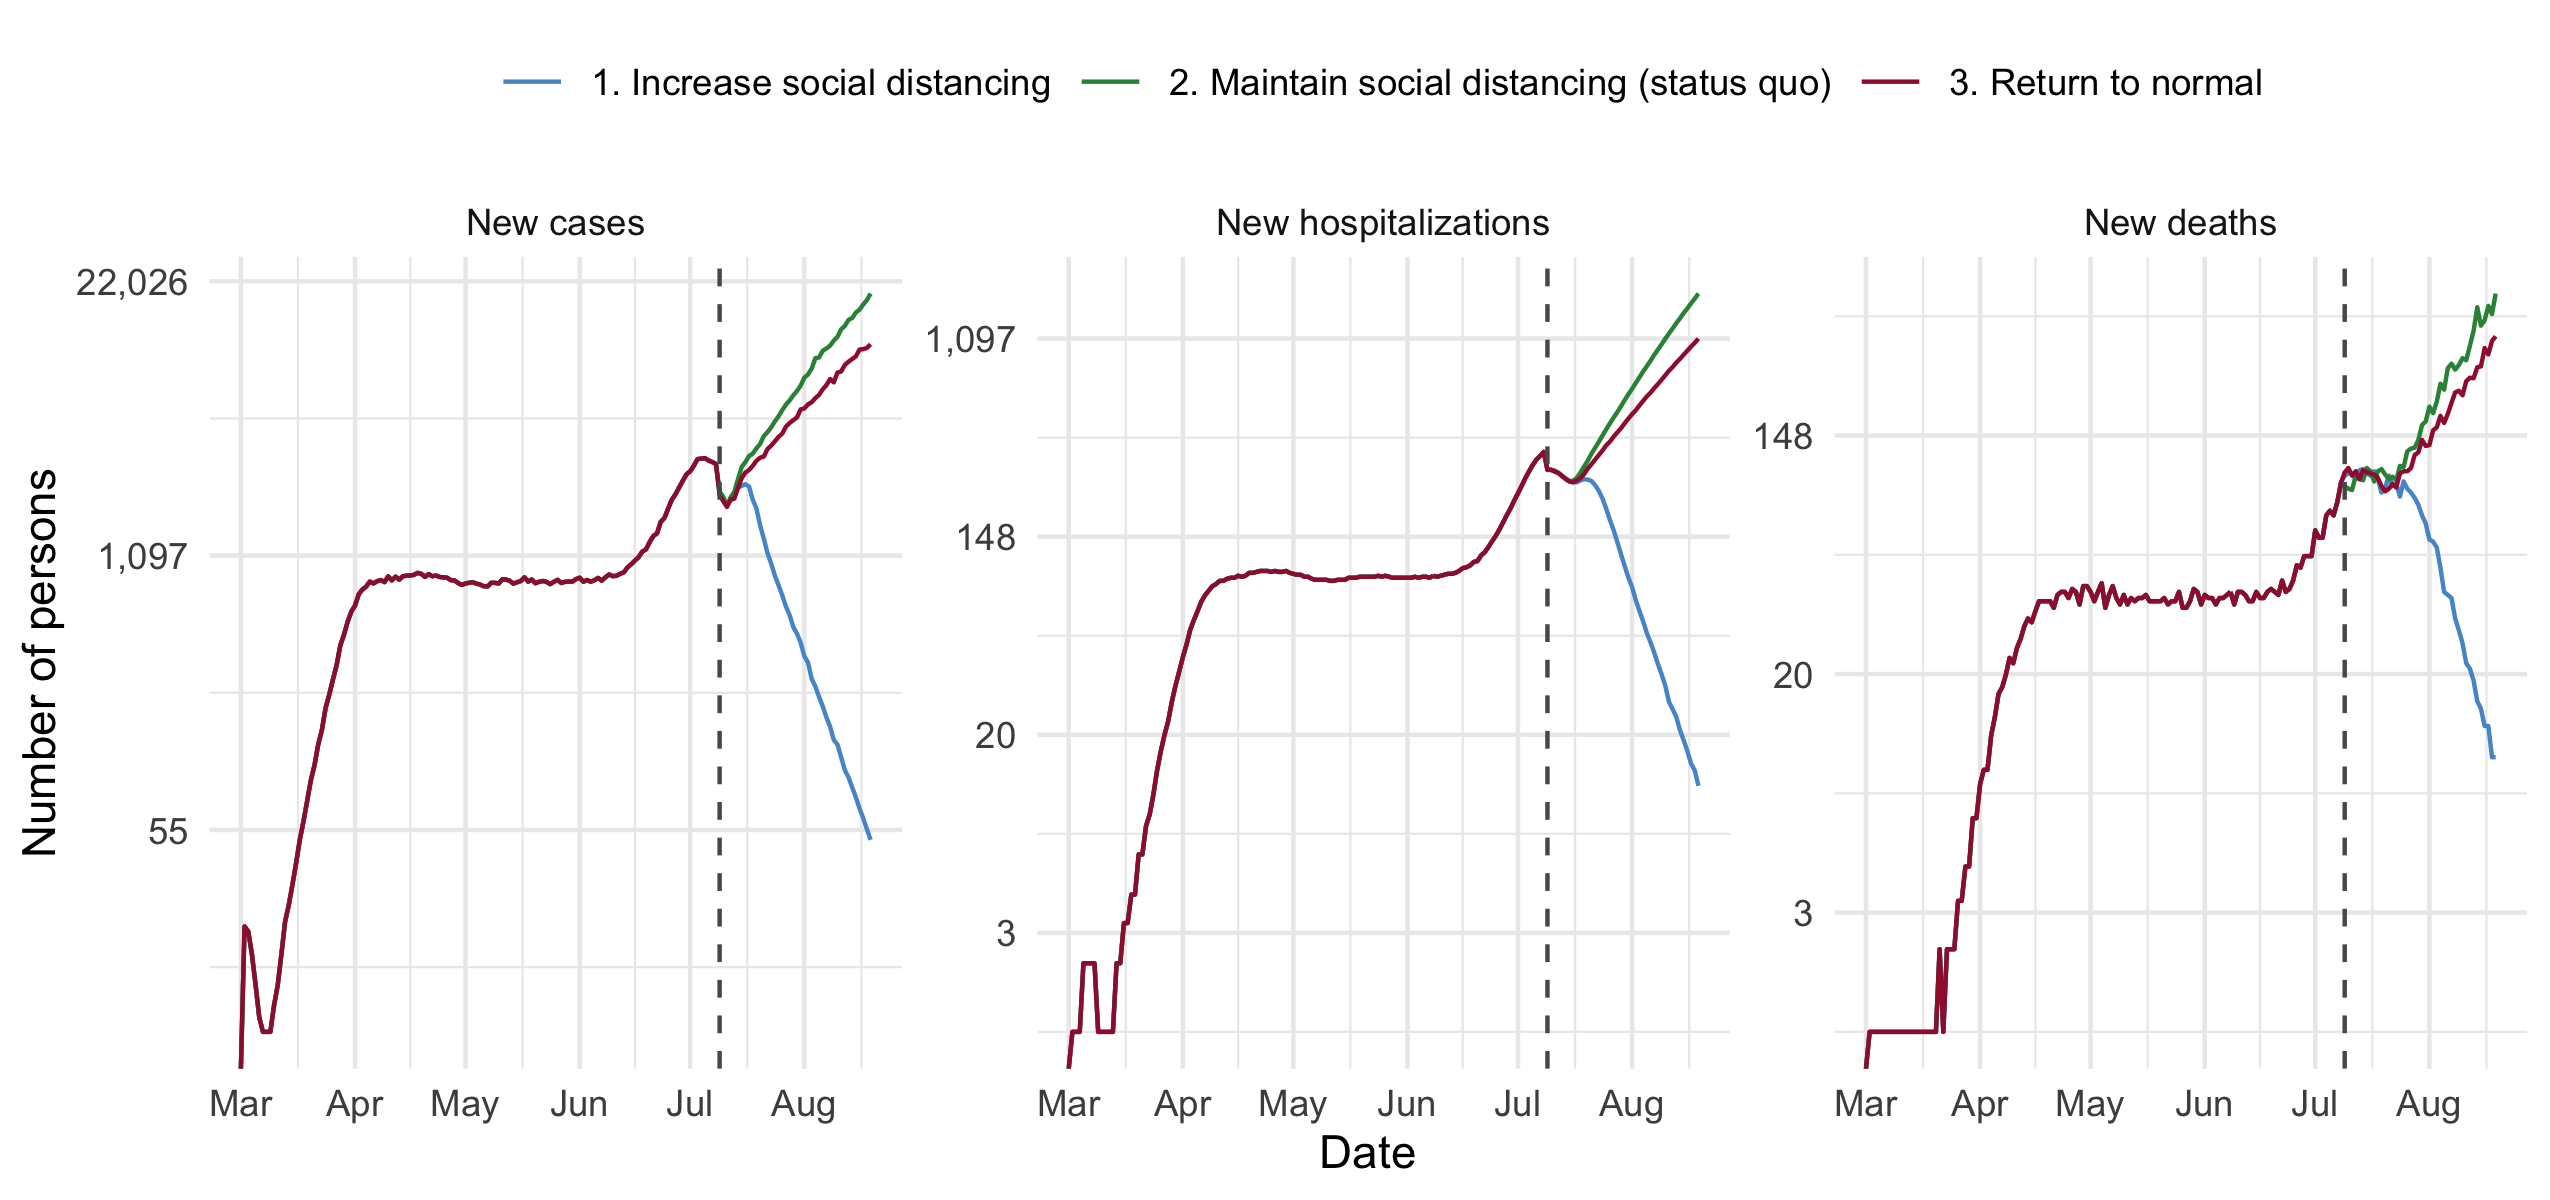 1. Increase social distancing 2. Maintain social distancing (status quo) 3. Return to normal
New cases New hospitalizations New deaths
Number of persons
22,026
1,097
55
1,097
148
20
3
148
20
3
Mar Apr May Jun Jul Aug Mar Apr May Jun Jul Aug Mar Apr May Jun Jul Aug
Date